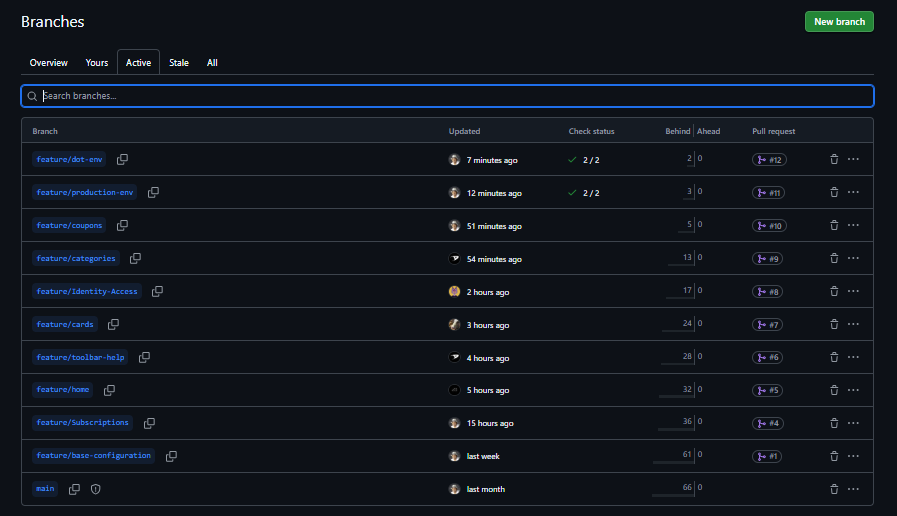 Branches
New branch
Overview Yours Active Stale All
Search branches...
Branch Updated Check status Behind Ahead Pull request
feature/dot-env 7 minutes ago 2 / 2 2 0 #12
feature/production-env 12 minutes ago 2 / 2 3 0 #11
feature/coupons 51 minutes ago 5 0 #10
feature/categories 54 minutes ago 13 0 #9
feature/Identity-Access 2 hours ago 17 0 #8
feature/cards 3 hours ago 24 0 #7
feature/toolbar-help 4 hours ago 28 0 #6
feature/home 5 hours ago 32 0 #5
feature/Subscriptions 15 hours ago 36 0 #4
feature/base-configuration last week 61 0 #1
main last month 66 0